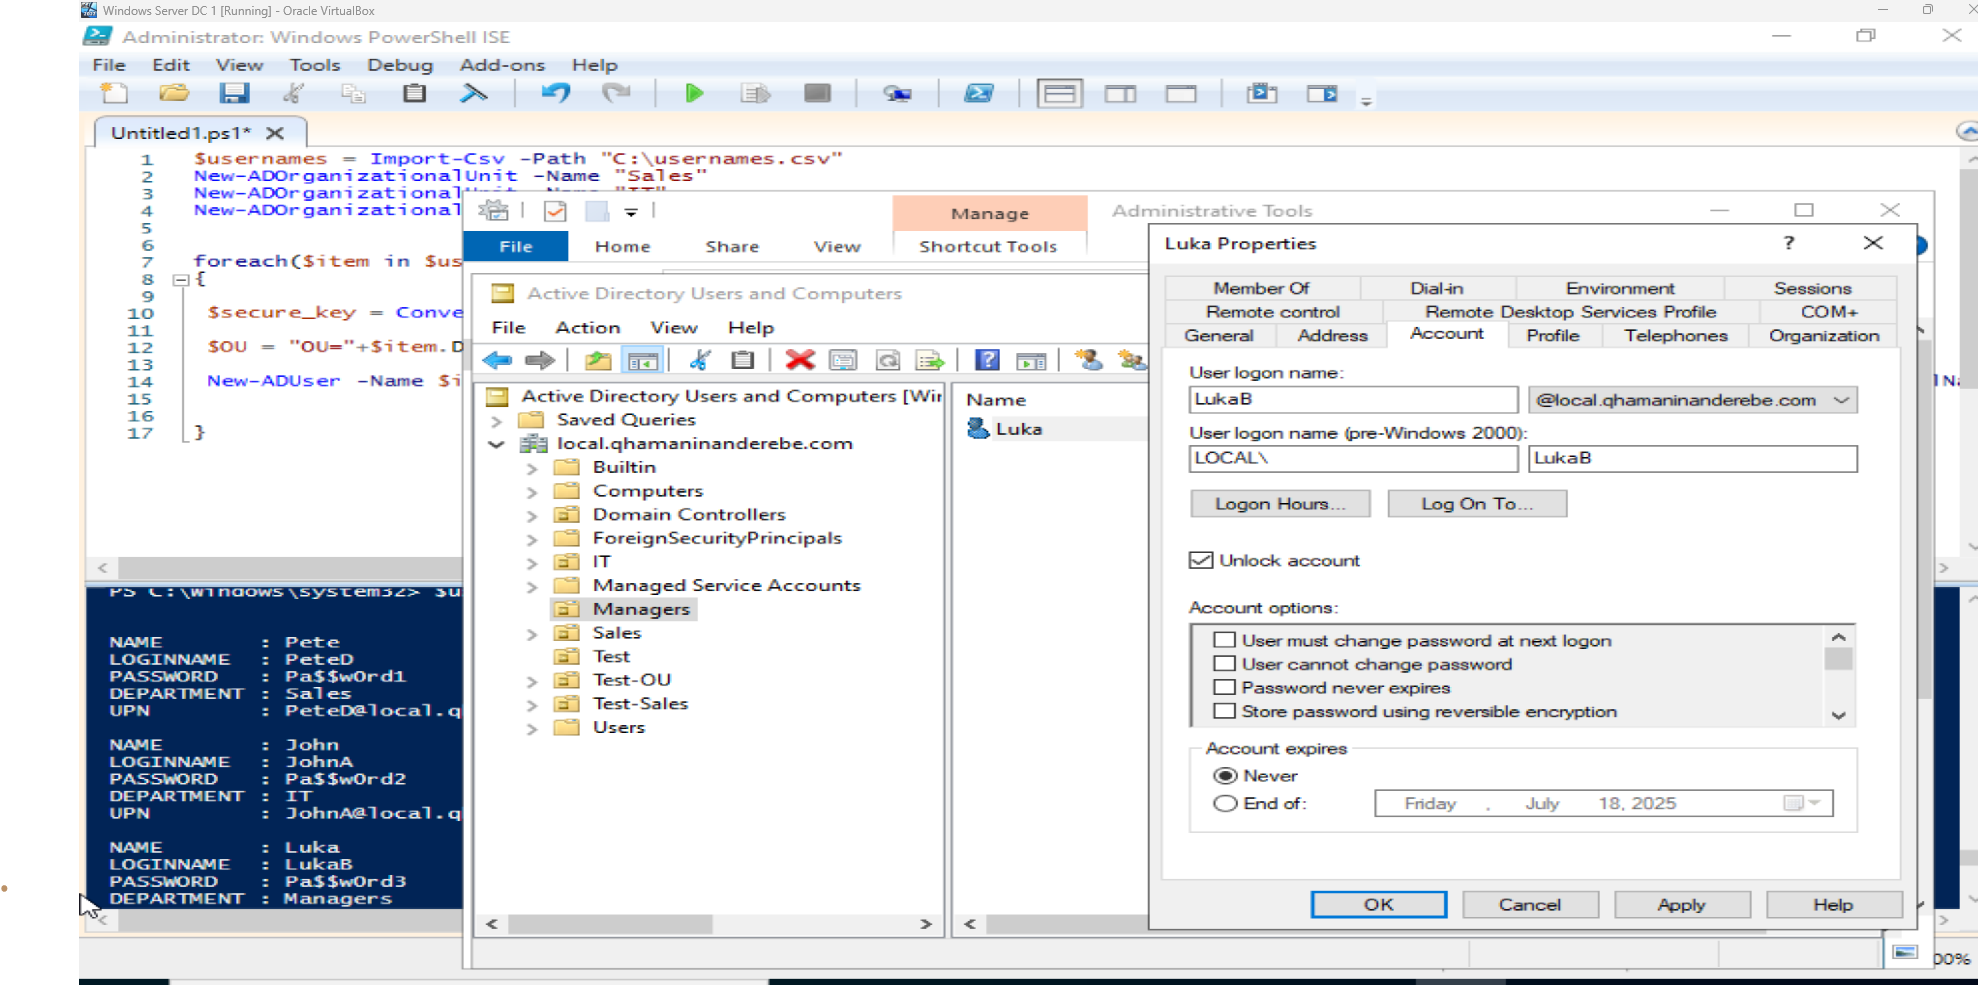 Windows Server DC 1 [Running] - Oracle VirtualBox
Administrator: Windows PowerShell ISE
File Edit View Tools Debug Add-ons Help
Untitled1.ps1*
1 $usernames = Import-Csv -Path "C:\usernames.csv"
2 New-ADOrganizationalUnit -Name "Sales"
3 New-ADOrganizationalUnit -Name "IT"
4 New-ADOrganizational
5
6
7 foreach($item in $us
8 {
9
10 $secure_key = Conve
11
12 $OU = "OU="+$item.D
13
14 New-ADUser -Name $i
15
16
17 }
PS C:\Windows\system32> $u
NAME : Pete
LOGINNAME : PeteD
PASSWORD : Pa$$w0rd1
DEPARTMENT : Sales
UPN : PeteD@local.q
NAME : John
LOGINNAME : JohnA
PASSWORD : Pa$$w0rd2
DEPARTMENT : IT
UPN : JohnA@local.q
NAME : Luka
LOGINNAME : LukaB
PASSWORD : Pa$$w0rd3
DEPARTMENT : Managers
Manage
Administrative Tools
File Home Share View Shortcut Tools
Active Directory Users and Computers
File Action View Help
Active Directory Users and Computers [Wir
Saved Queries
local.qhamaninanderebe.com
Builtin
Computers
Domain Controllers
ForeignSecurityPrincipals
IT
Managed Service Accounts
Managers
Sales
Test
Test-OU
Test-Sales
Users
Name
Luka
Luka Properties
?
Member Of Dial-in Environment Sessions
Remote control Remote Desktop Services Profile COM+
General Address Account Profile Telephones Organization
User logon name:
LukaB @local.qhamaninanderebe.com
User logon name (pre-Windows 2000):
LOCAL\ LukaB
Logon Hours... Log On To...
Unlock account
Account options:
User must change password at next logon
User cannot change password
Password never expires
Store password using reversible encryption
Account expires
Never
End of: Friday , July 18, 2025
OK Cancel Apply Help
00%